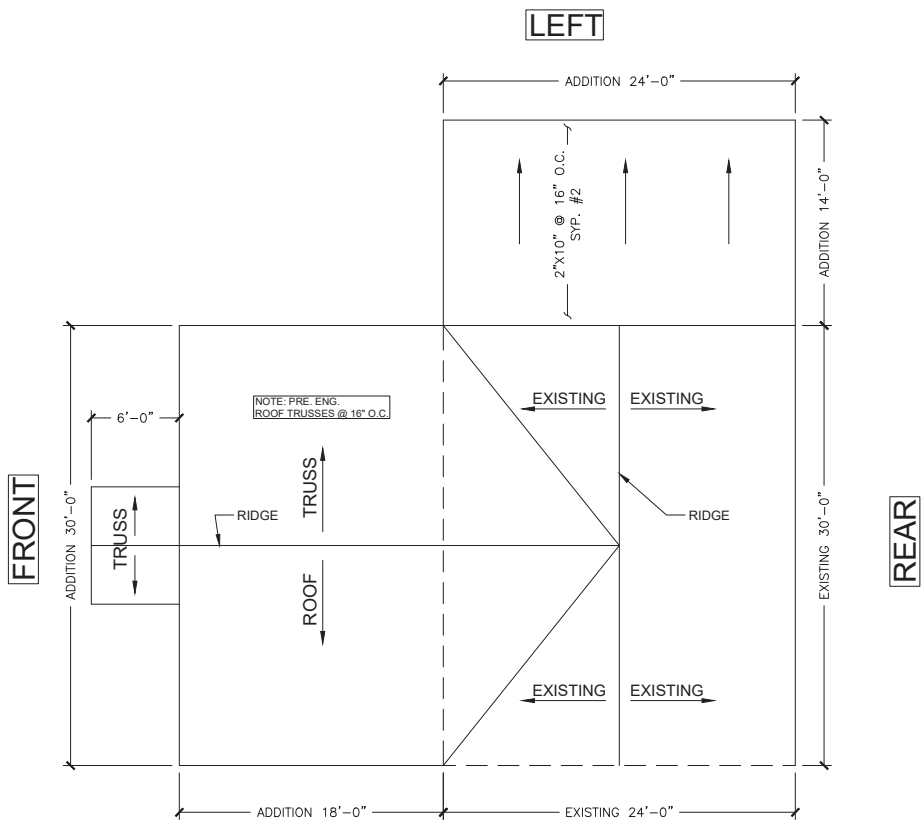 LEFT
ADDITION 24'-0"
2"X10" @ 16" O.C.
SYP. #2
ADDITION 14'-0"
NOTE: PRE. ENG.
ROOF TRUSSES @ 16" O.C.
EXISTING
EXISTING
6'-0"
FRONT
ADDITION 30'-0"
TRUSS
TRUSS
RIDGE
RIDGE
ROOF
EXISTING 30'-0"
REAR
EXISTING
EXISTING
ADDITION 18'-0"
EXISTING 24'-0"